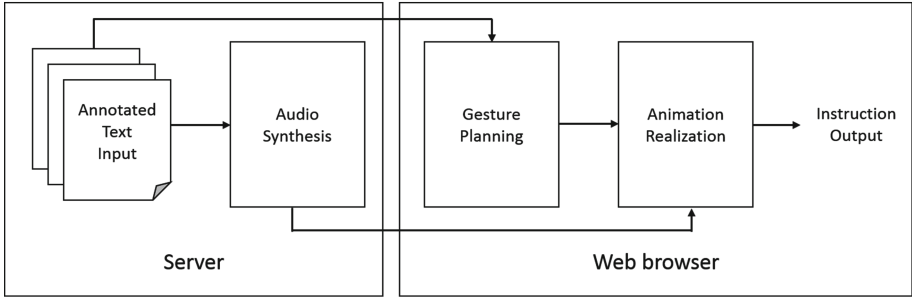 Annotated
Text
Input
Audio
Synthesis
Gesture
Planning
Animation
Realization
Instruction
Output
Server
Web browser